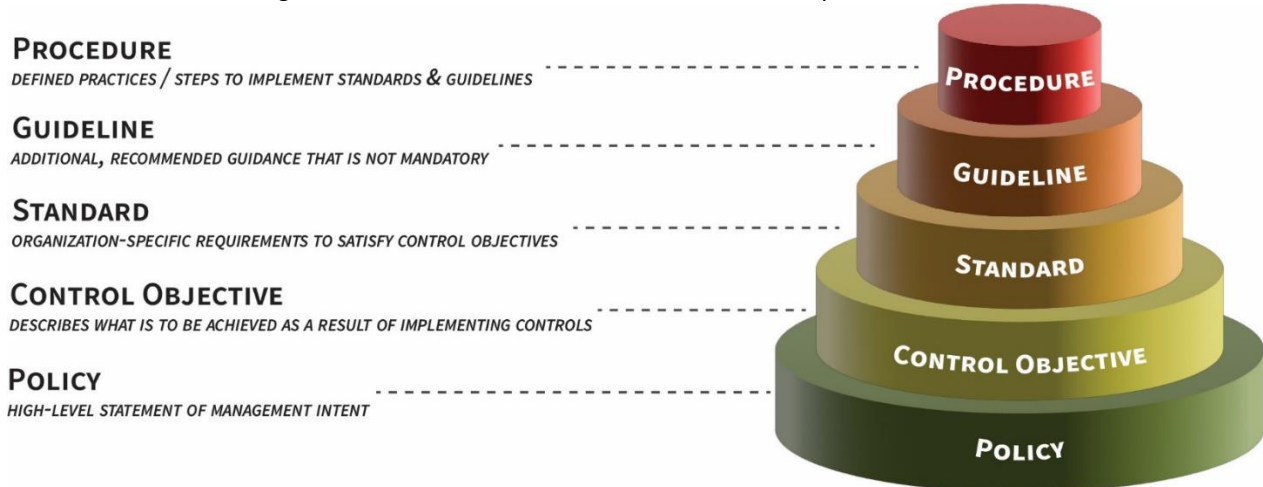 PROCEDURE
DEFINED PRACTICES / STEPS TO IMPLEMENT STANDARDS & GUIDELINES
GUIDELINE
ADDITIONAL, RECOMMENDED GUIDANCE THAT IS NOT MANDATORY
STANDARD
ORGANIZATION-SPECIFIC REQUIREMENTS TO SATISFY CONTROL OBJECTIVES
CONTROL OBJECTIVE
DESCRIBES WHAT IS TO BE ACHIEVED AS A RESULT OF IMPLEMENTING CONTROLS
POLICY
HIGH-LEVEL STATEMENT OF MANAGEMENT INTENT
PROCEDURE
GUIDELINE
STANDARD
CONTROL OBJECTIVE
POLICY